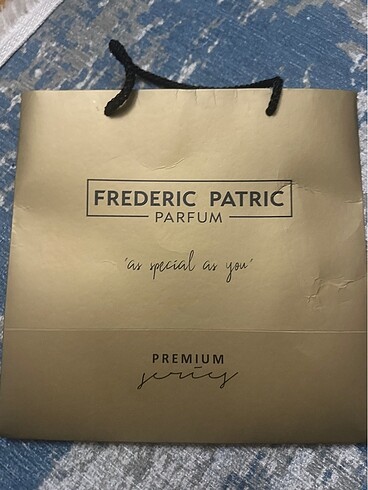 FREDERIC PATRIC
PARFUM
'as special as you'
PREMIUM
series